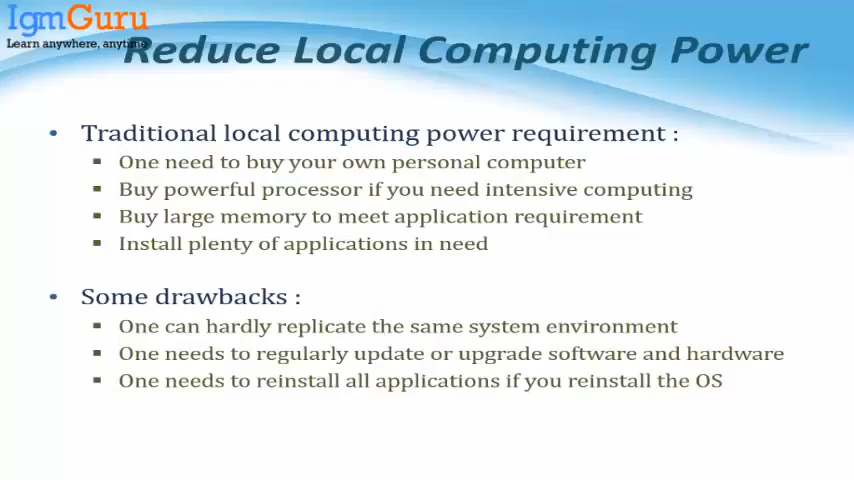 IgmGuru
Learn anywhere, anytime
Reduce Local Computing Power
• Traditional local computing power requirement :
▪ One need to buy your own personal computer
▪ Buy powerful processor if you need intensive computing
▪ Buy large memory to meet application requirement
▪ Install plenty of applications in need
• Some drawbacks :
▪ One can hardly replicate the same system environment
▪ One needs to regularly update or upgrade software and hardware
▪ One needs to reinstall all applications if you reinstall the OS